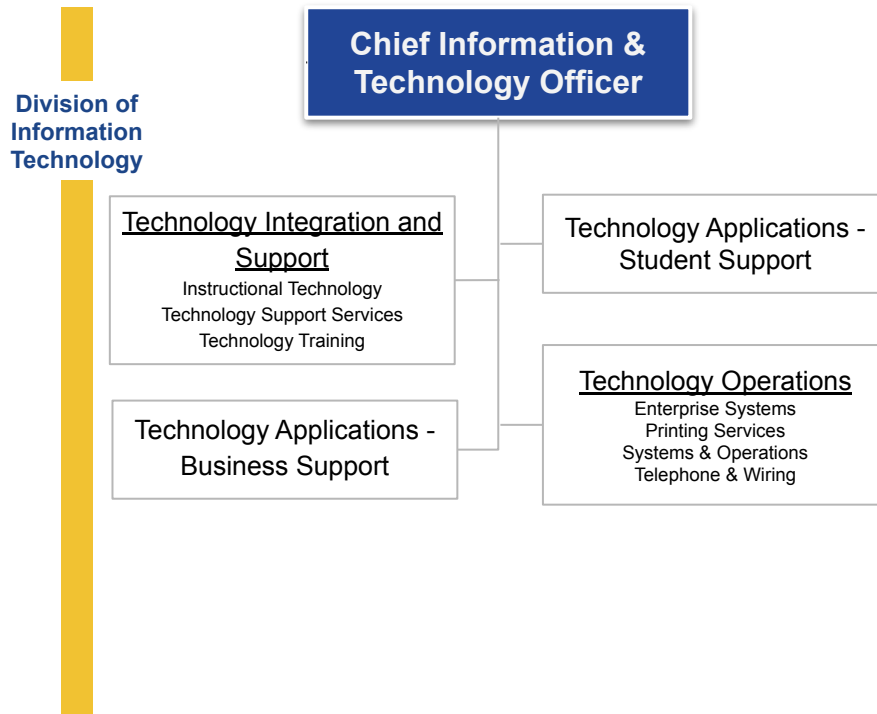 Chief Information &
Technology Officer
Division of
Information
Technology
Technology Integration and
Support
Instructional Technology
Technology Support Services
Technology Training
Technology Applications -
Student Support
Technology Applications -
Business Support
Technology Operations
Enterprise Systems
Printing Services
Systems & Operations
Telephone & Wiring